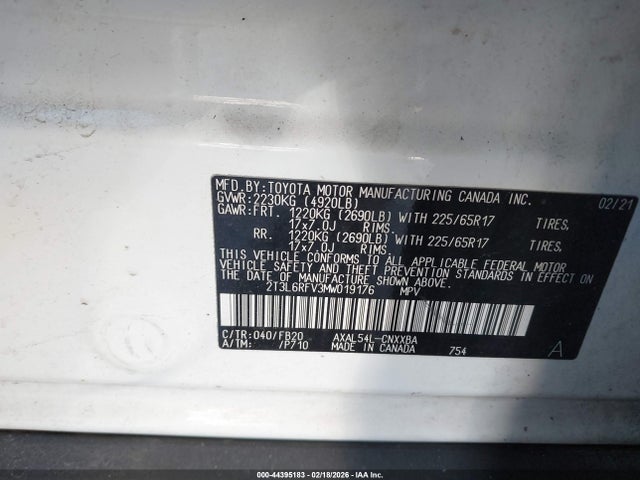 MFD.BY:TOYOTA MOTOR MANUFACTURING CANADA INC. 02/21
GVWR:2230KG (4920LB)
GAWR:FRT. 1220KG (2690LB) WITH 225/65R17 TIRES.
17x7.0J RIMS.
RR. 1220KG (2690LB) WITH 225/65R17 TIRES.
17x7.0J RIMS.
THIS VEHICLE CONFORMS TO ALL APPLICABLE FEDERAL MOTOR
VEHICLE SAFETY STANDARDS IN EFFECT ON
THE DATE OF MANUFACTURE SHOWN ABOVE.
2T3L6RFV3MW019176 MPV
C/TR:040/FB20 AXAL54L-CNXXBA
A/TM: /P710 MADE IN CANADA 754 A
000-44395183 - 02/18/2026 - IAA Inc.